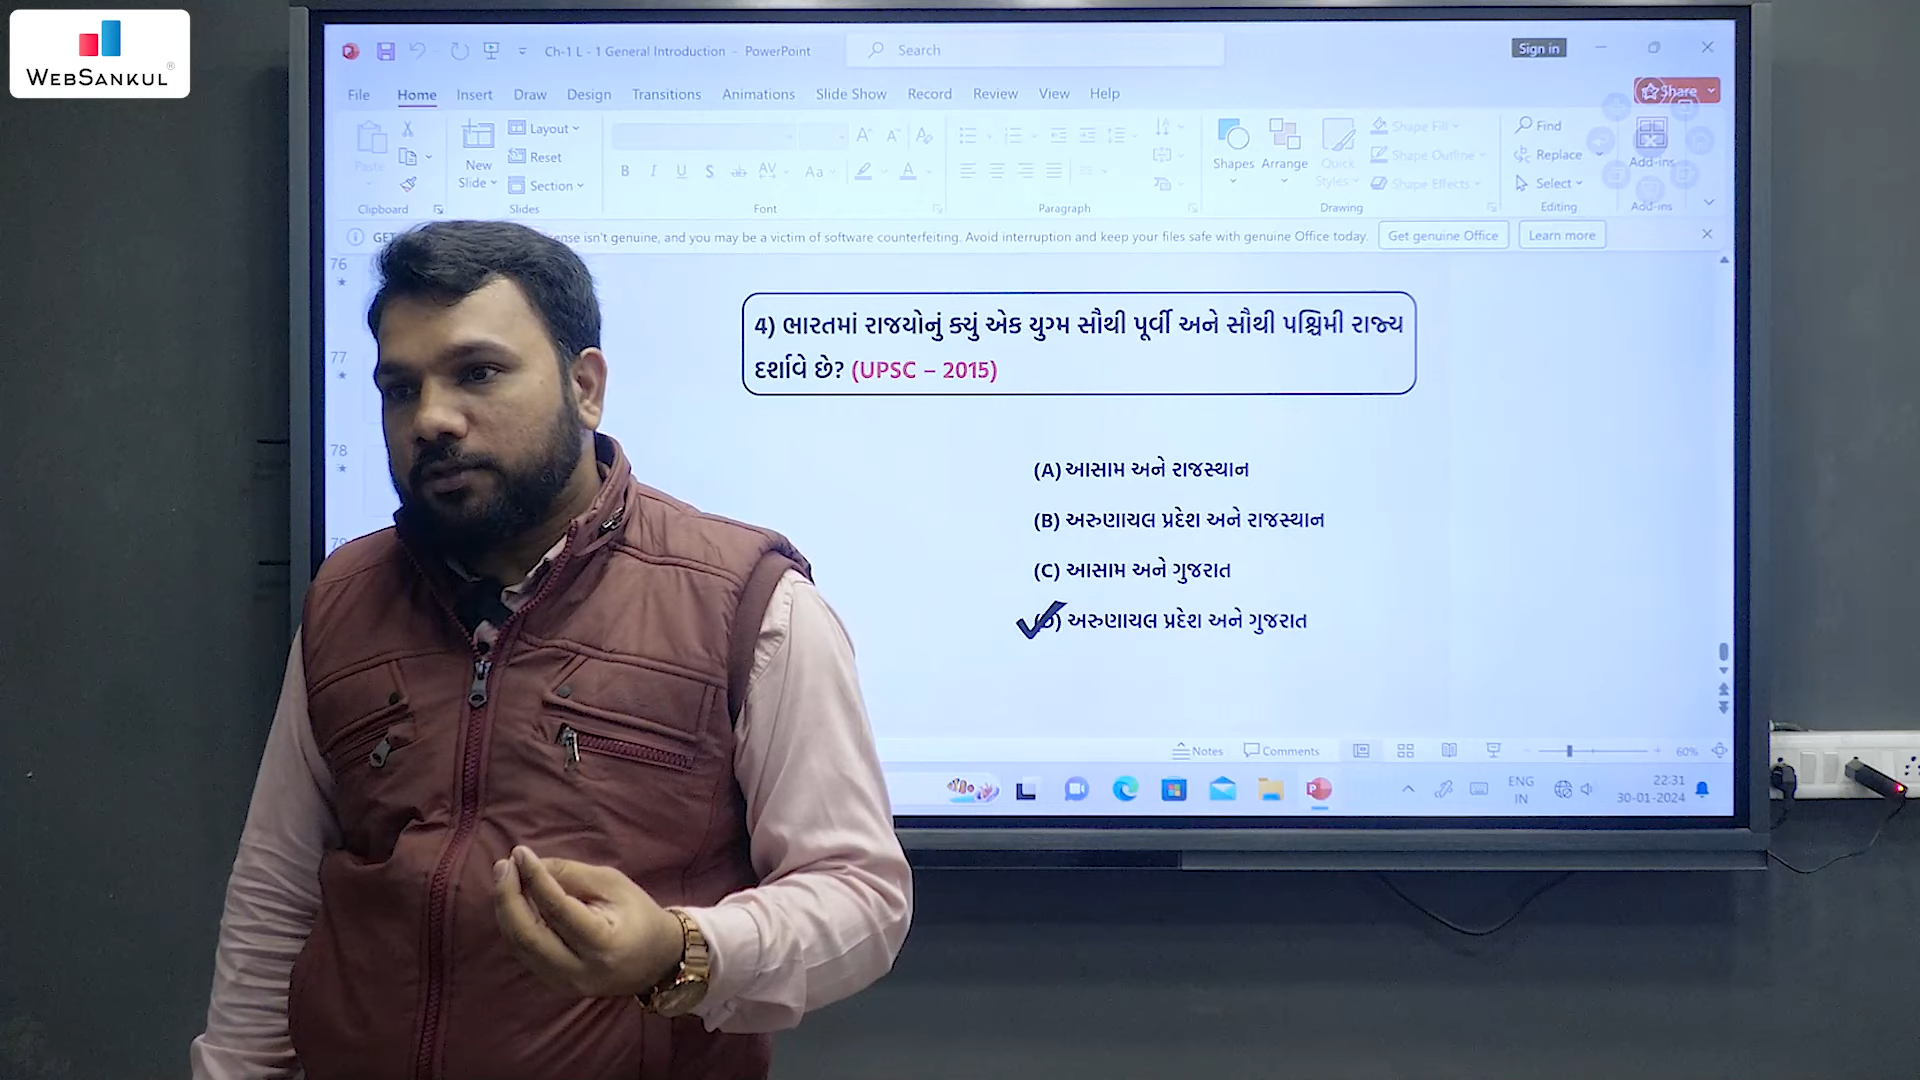 WEBSANKUL®
Ch-1 L - 1 General Introduction - PowerPoint
Search
Sign in
File Home Insert Draw Design Transitions Animations Slide Show Record Review View Help
Share
Paste
New Slide
Layout
Reset
Section
Shapes Arrange Quick Styles
Shape Fill
Shape Outline
Shape Effects
Find
Replace
Select
Add-ins
Clipboard Slides Font Paragraph Drawing Editing Add-ins
GET ense isn't genuine, and you may be a victim of software counterfeiting. Avoid interruption and keep your files safe with genuine Office today. Get genuine Office Learn more
76
77
78
4) ભારતમાં રાજયોનું ક્યું એક યુગ્મ સૌથી પૂર્વી અને સૌથી પશ્ચિમી રાજ્ય
દર્શાવે છે? (UPSC – 2015)
(A) આસામ અને રાજસ્થાન
(B) અરુણાચલ પ્રદેશ અને રાજસ્થાન
(C) આસામ અને ગુજરાત
(D) અરુણાચલ પ્રદેશ અને ગુજરાત
Notes Comments 60%
ENG IN
22:31
30-01-2024